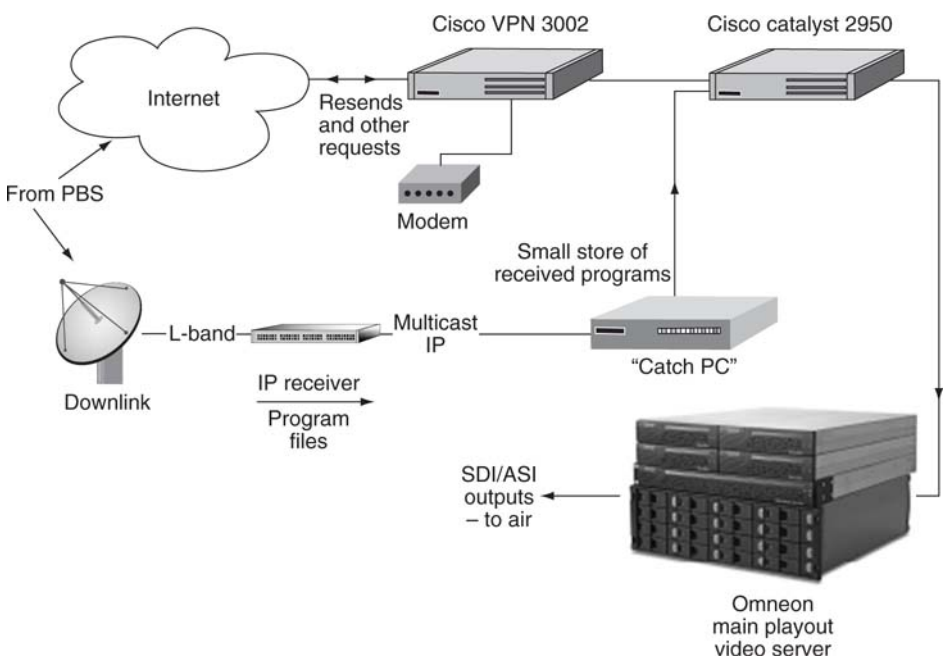 Cisco VPN 3002
Cisco catalyst 2950
Internet
Resends
and other
requests
From PBS
Modem
Small store of
received programs
L-band
Multicast
IP
"Catch PC"
IP receiver
Downlink
Program
files
SDI/ASI
outputs
– to air
Omneon
main playout
video server